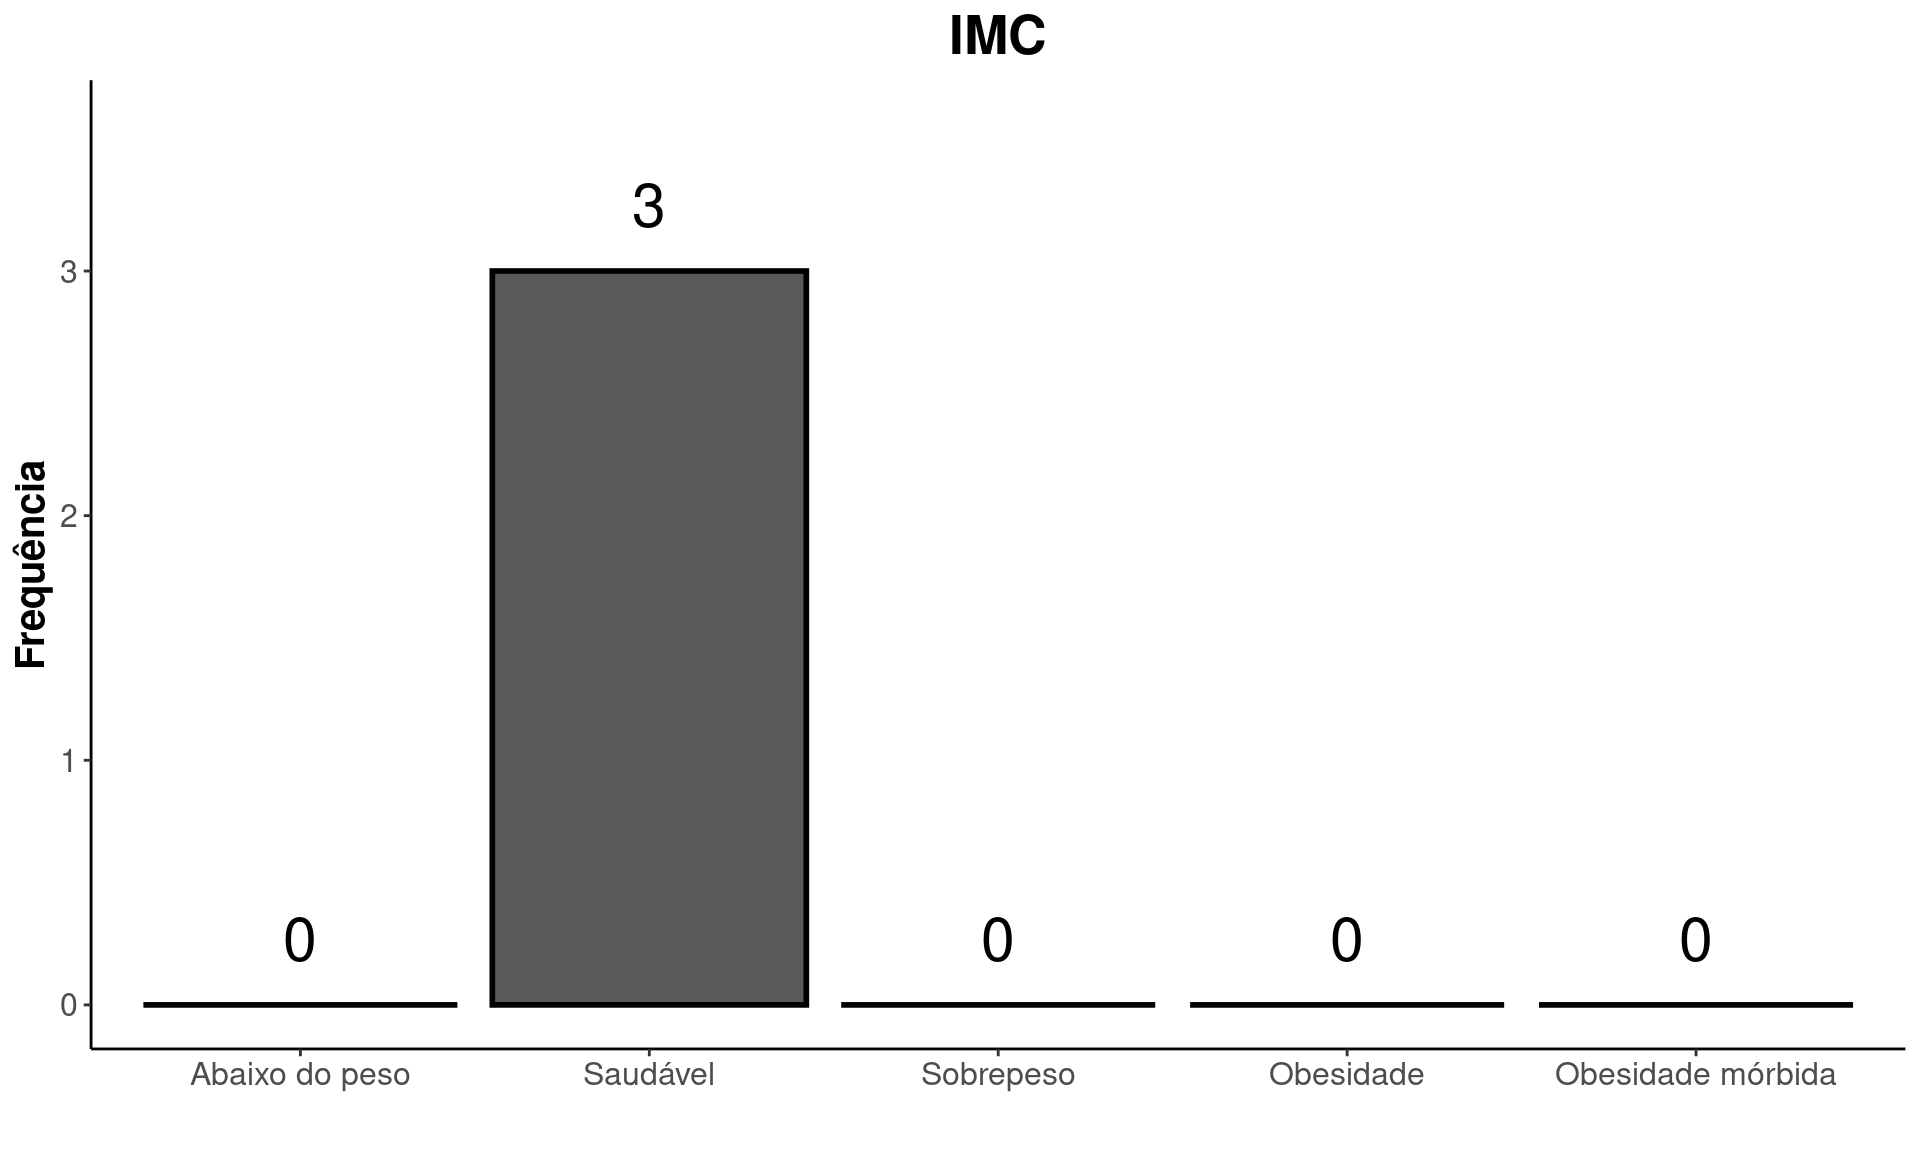 IMC
Frequência
3
2
1
0
0
3
0
0
0
Abaixo do peso
Saudável
Sobrepeso
Obesidade
Obesidade mórbida